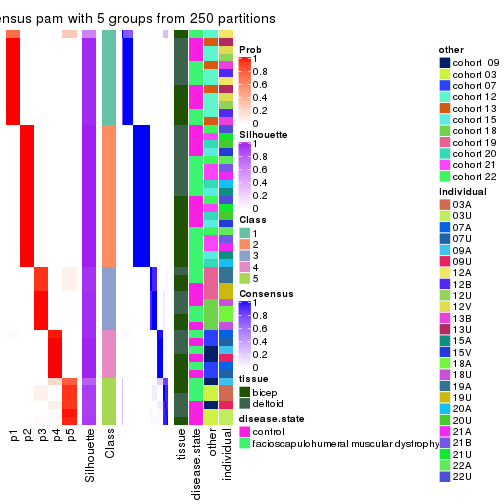 ensus pam with 5 groups from 250 partitions
p1
p2
p3
p4
p5
Silhouette
Class
tissue
disease.state
other
individual
Prob
1
0.8
0.6
0.4
0.2
0
Silhouette
1
0.8
0.6
0.4
0.2
0
Class
1
2
3
4
5
Consensus
1
0.8
0.6
0.4
0.2
0
tissue
bicep
deltoid
disease.state
control
facioscapulohumeral muscular dystrophy
other
cohort 09
cohort 03
cohort 07
cohort 12
cohort 13
cohort 15
cohort 18
cohort 19
cohort 20
cohort 21
cohort 22
individual
03A
03U
07A
07U
09A
09U
12A
12B
12U
12V
13B
13U
15A
15V
18A
18U
19A
19U
20A
20U
21A
21B
21U
22A
22U